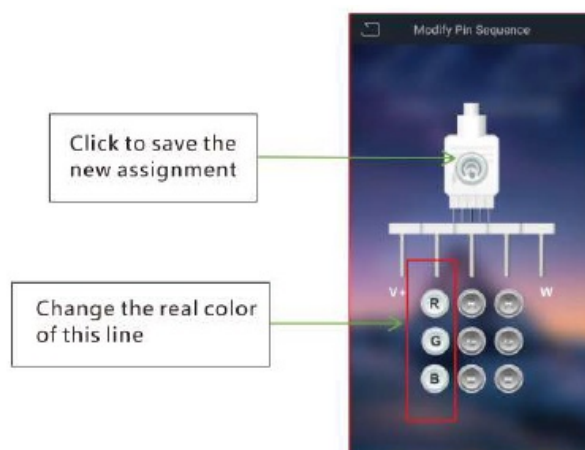 Modify Pin Sequence
Click to save the
new assignment
V+ W
Change the real color
of this line
R
G
B